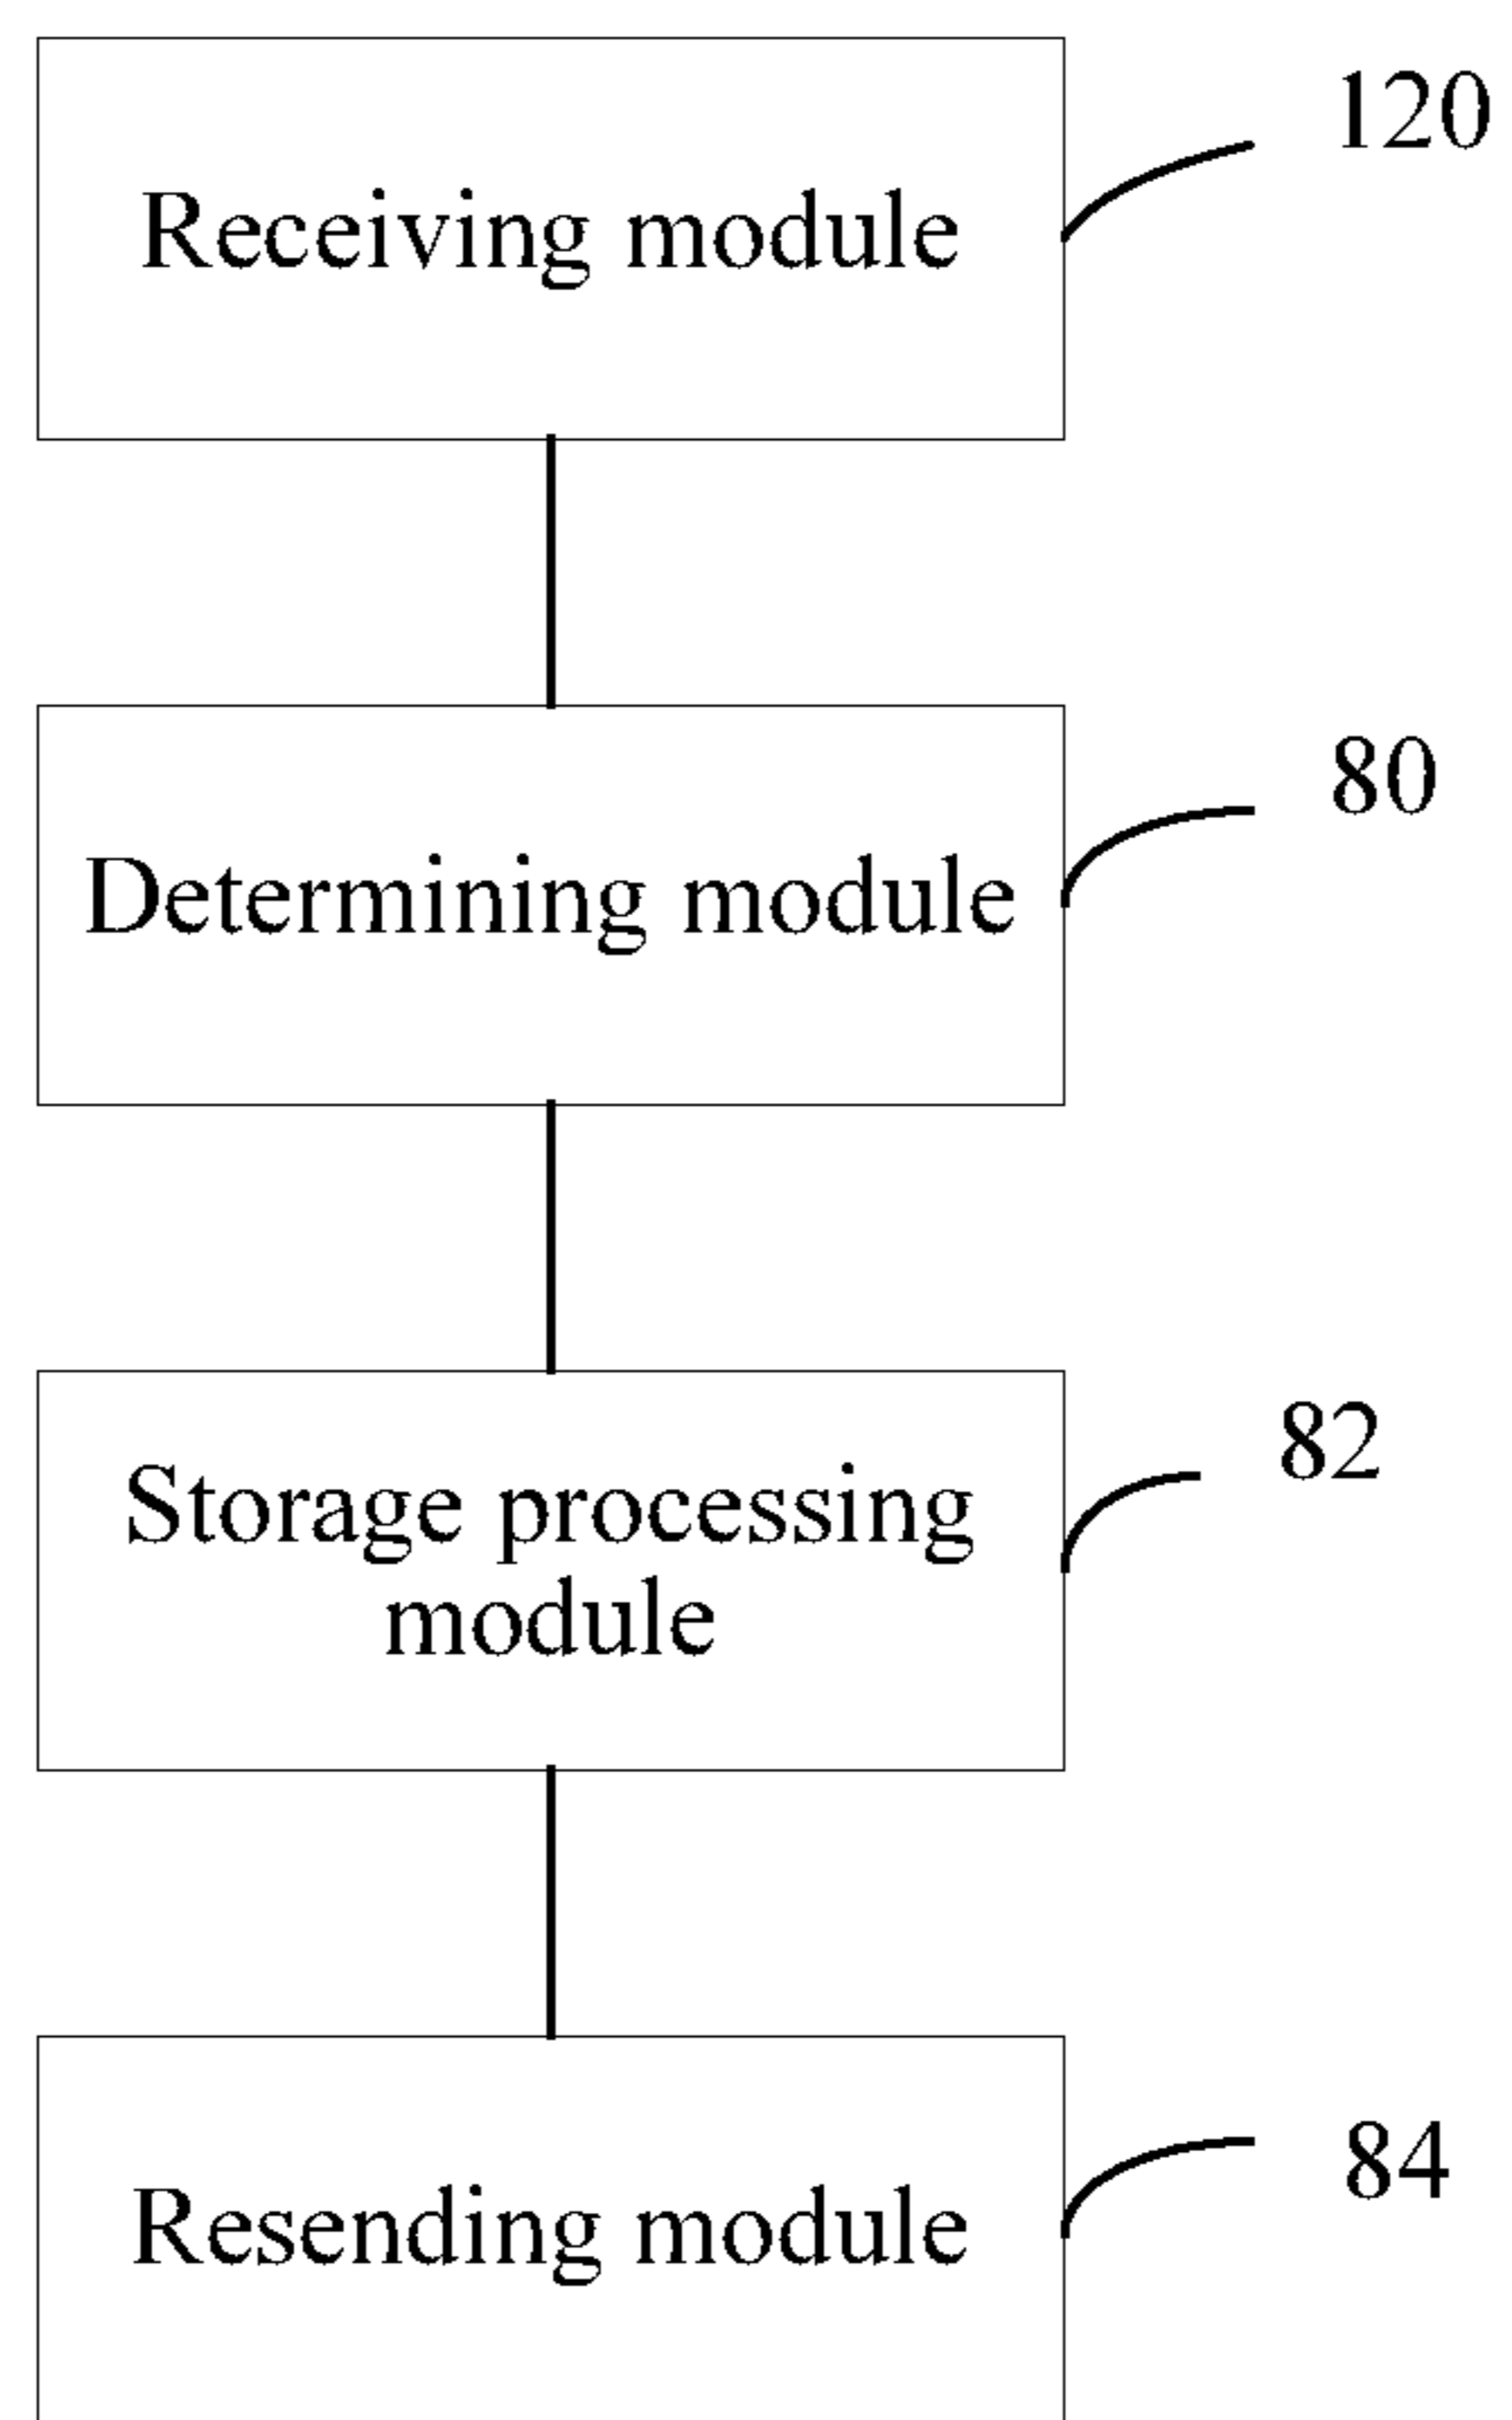 Receiving module
120
Determining module
80
Storage processing
module
82
Resending module
84